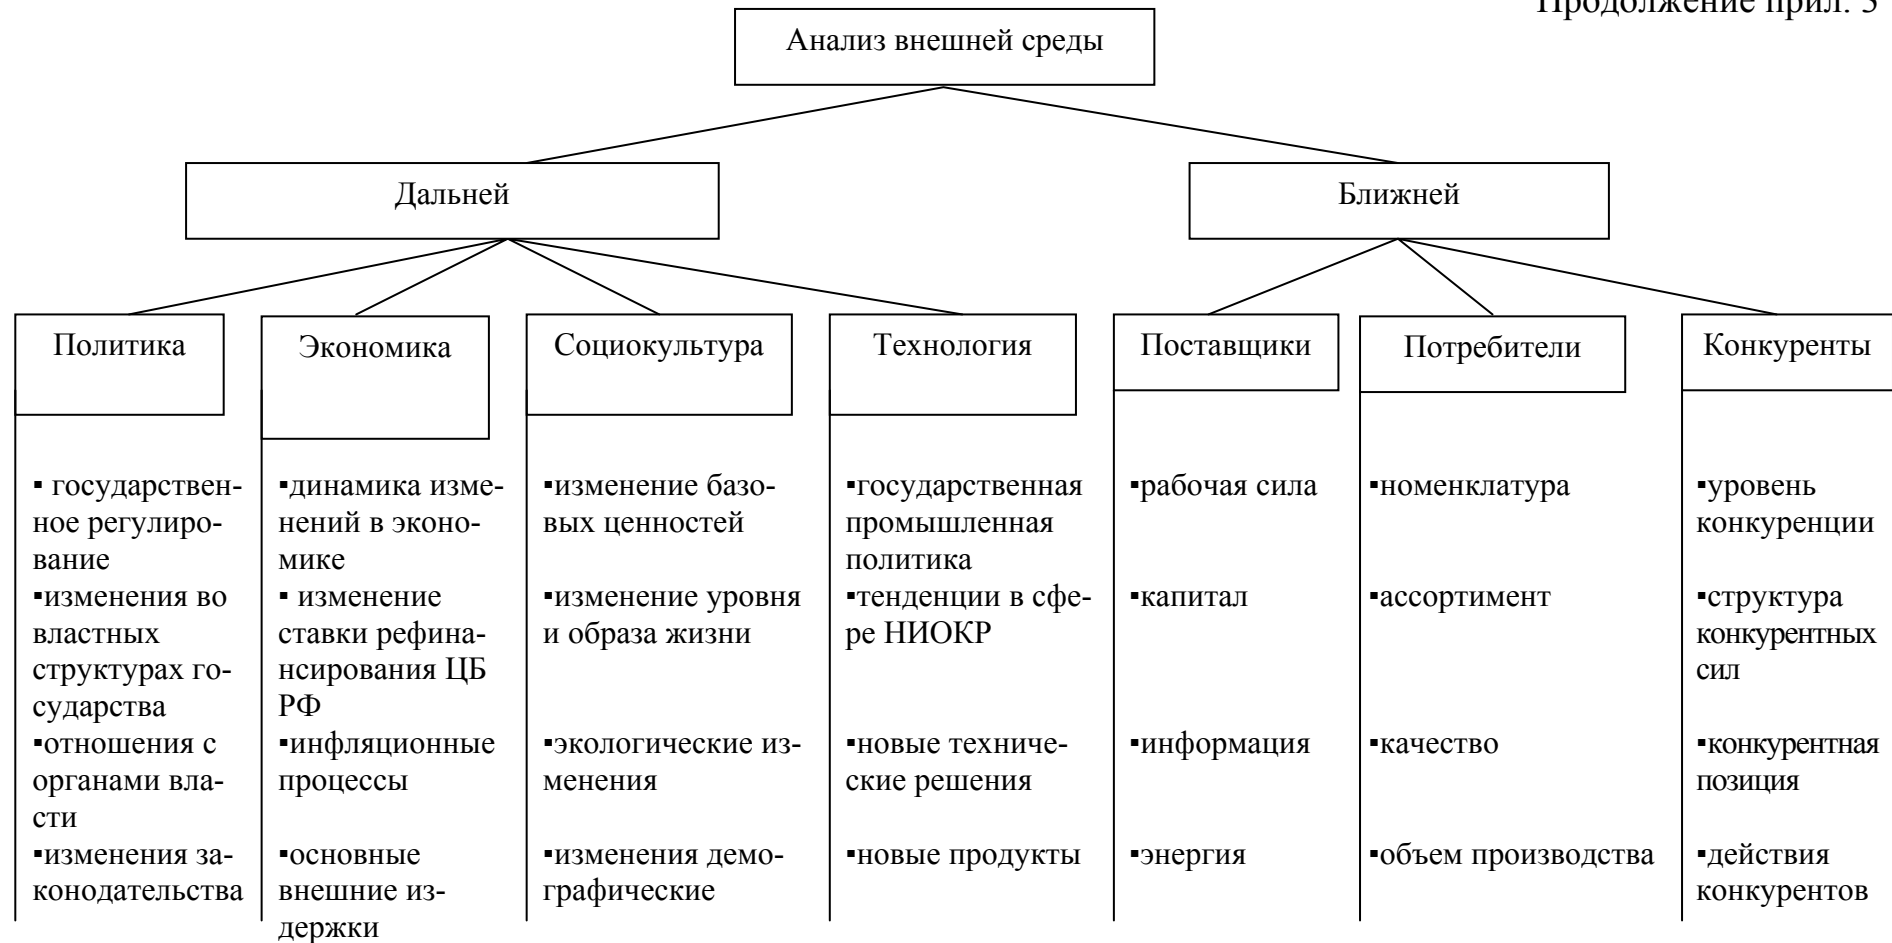 Продолжение прил. 3
Анализ внешней среды
Дальней
Ближней
Политика
Экономика
Социокультура
Технология
Поставщики
Потребители
Конкуренты
▪ государствен-
ное регулиро-
вание
▪изменения во
властных
структурах го-
сударства
▪отношения с
органами вла-
сти
▪изменения за-
конодательства
▪динамика изме-
нений в эконо-
мике
▪ изменение
ставки рефина-
нсирования ЦБ
РФ
▪инфляционные
процессы
▪основные
внешние из-
держки
▪изменение базо-
вых ценностей
▪изменение уровня
и образа жизни
▪экологические из-
менения
▪изменения демо-
графические
▪государственная
промышленная
политика
▪тенденции в сфе-
ре НИОКР
▪новые техниче-
ские решения
▪новые продукты
▪рабочая сила
▪капитал
▪информация
▪энергия
▪номенклатура
▪ассортимент
▪качество
▪объем производства
▪уровень
конкуренции
▪структура
конкурентных
сил
▪конкурентная
позиция
▪действия
конкурентов